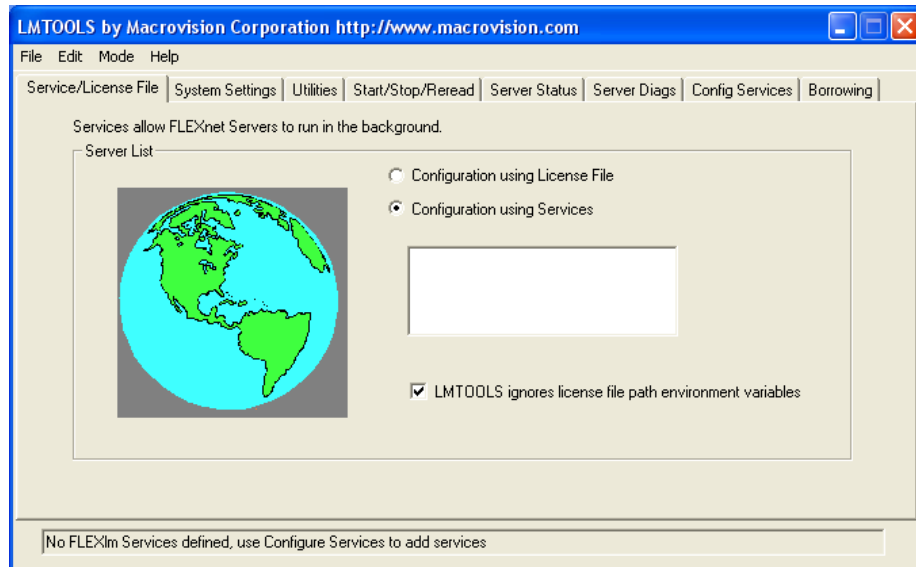 LMTOOLS by Macrovision Corporation http://www.macrovision.com
File Edit Mode Help
Service/License File System Settings Utilities Start/Stop/Reread Server Status Server Diags Config Services Borrowing
Services allow FLEXnet Servers to run in the background.
Server List
Configuration using License File
Configuration using Services
LMTOOLS ignores license file path environment variables
No FLEXlm Services defined, use Configure Services to add services